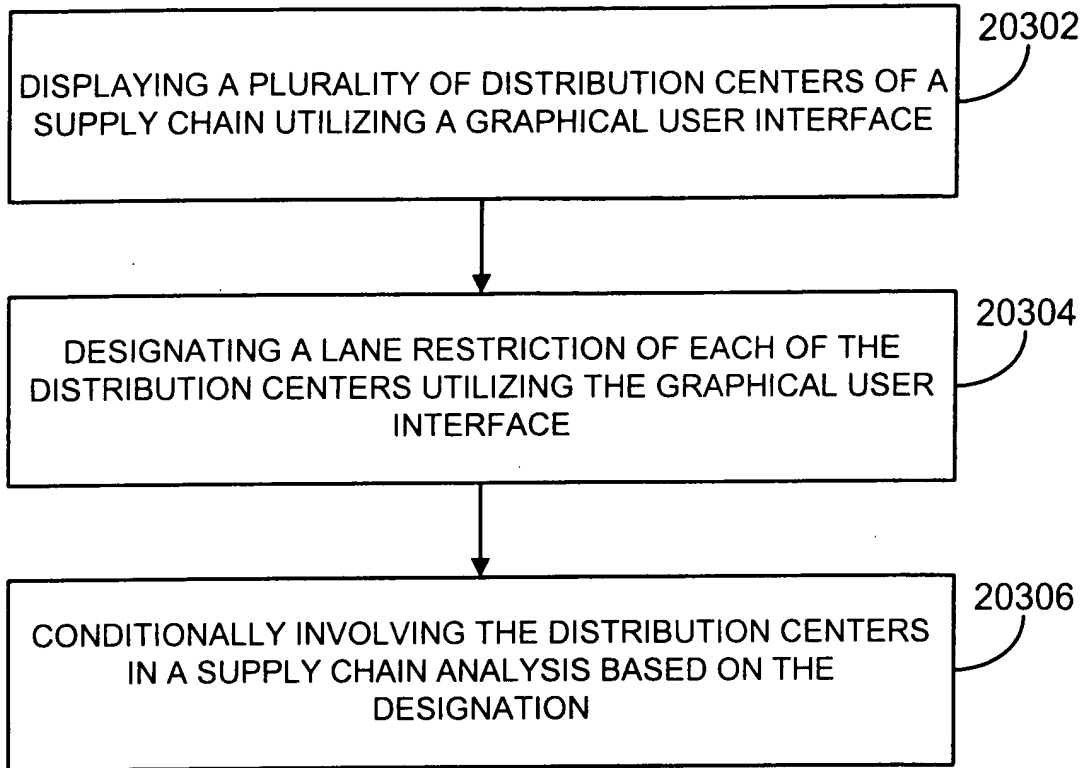 20302
DISPLAYING A PLURALITY OF DISTRIBUTION CENTERS OF A
SUPPLY CHAIN UTILIZING A GRAPHICAL USER INTERFACE
20304
DESIGNATING A LANE RESTRICTION OF EACH OF THE
DISTRIBUTION CENTERS UTILIZING THE GRAPHICAL USER
INTERFACE
20306
CONDITIONALLY INVOLVING THE DISTRIBUTION CENTERS
IN A SUPPLY CHAIN ANALYSIS BASED ON THE
DESIGNATION